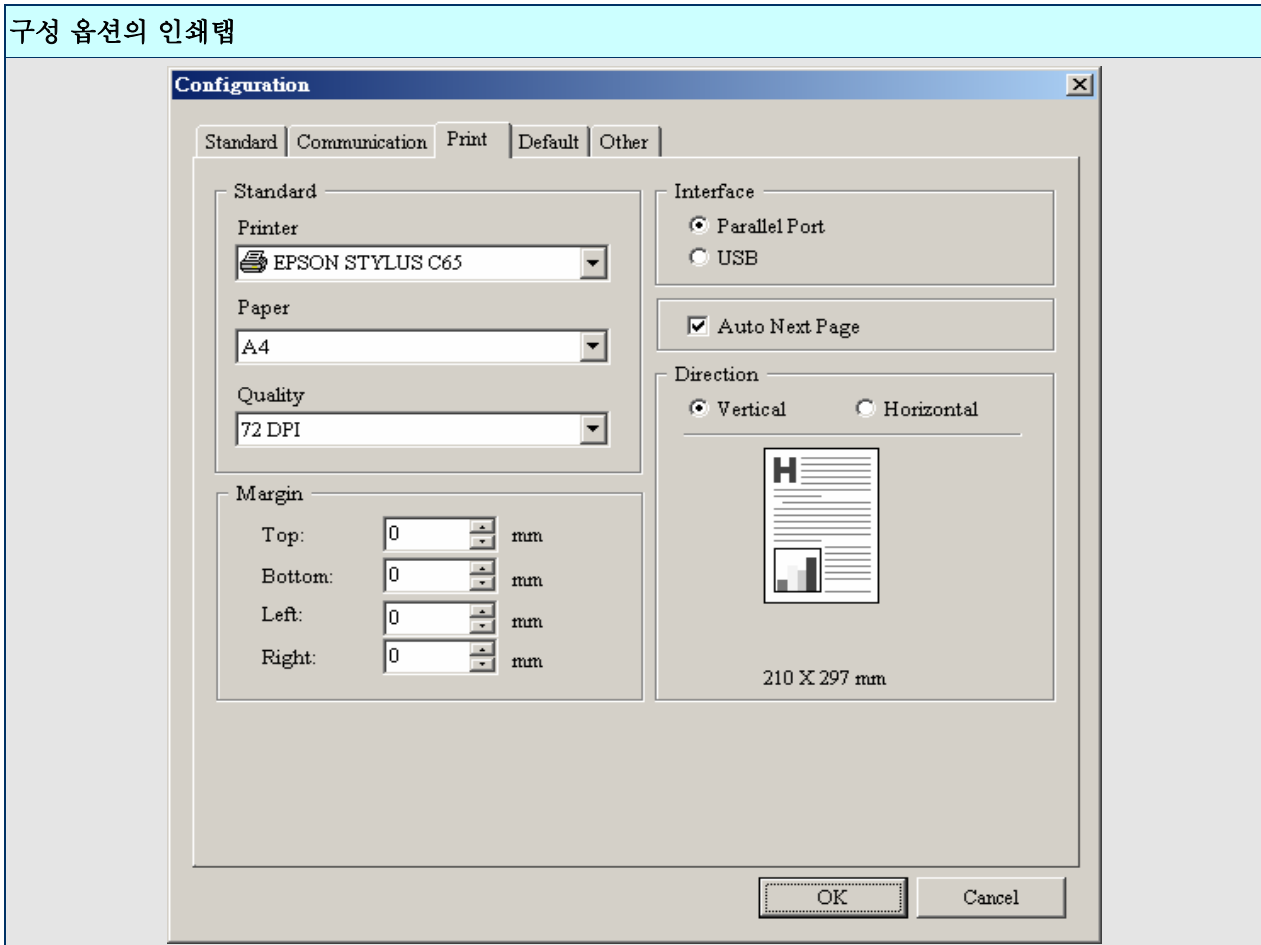 구성 옵션의 인쇄탭
Configuration
Standard Communication Print Default Other
Standard
Printer
EPSON STYLUS C65
Paper
A4
Quality
72 DPI
Margin
Top: 0 mm
Bottom: 0 mm
Left: 0 mm
Right: 0 mm
Interface
Parallel Port
USB
Auto Next Page
Direction
Vertical Horizontal
H
210 X 297 mm
OK Cancel